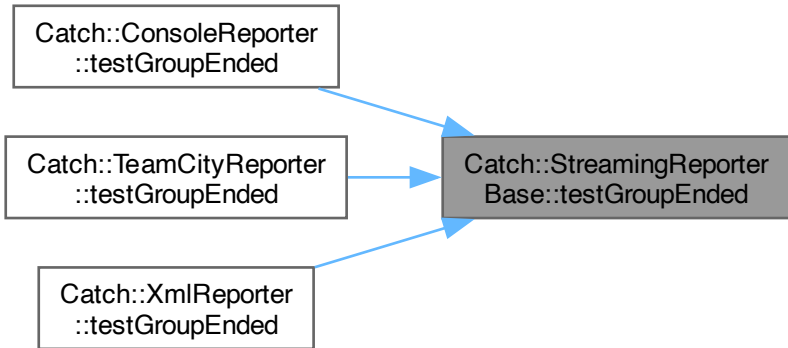 Catch::ConsoleReporter
::testGroupEnded
Catch::TeamCityReporter
::testGroupEnded
Catch::XmlReporter
::testGroupEnded
Catch::StreamingReporter
Base::testGroupEnded